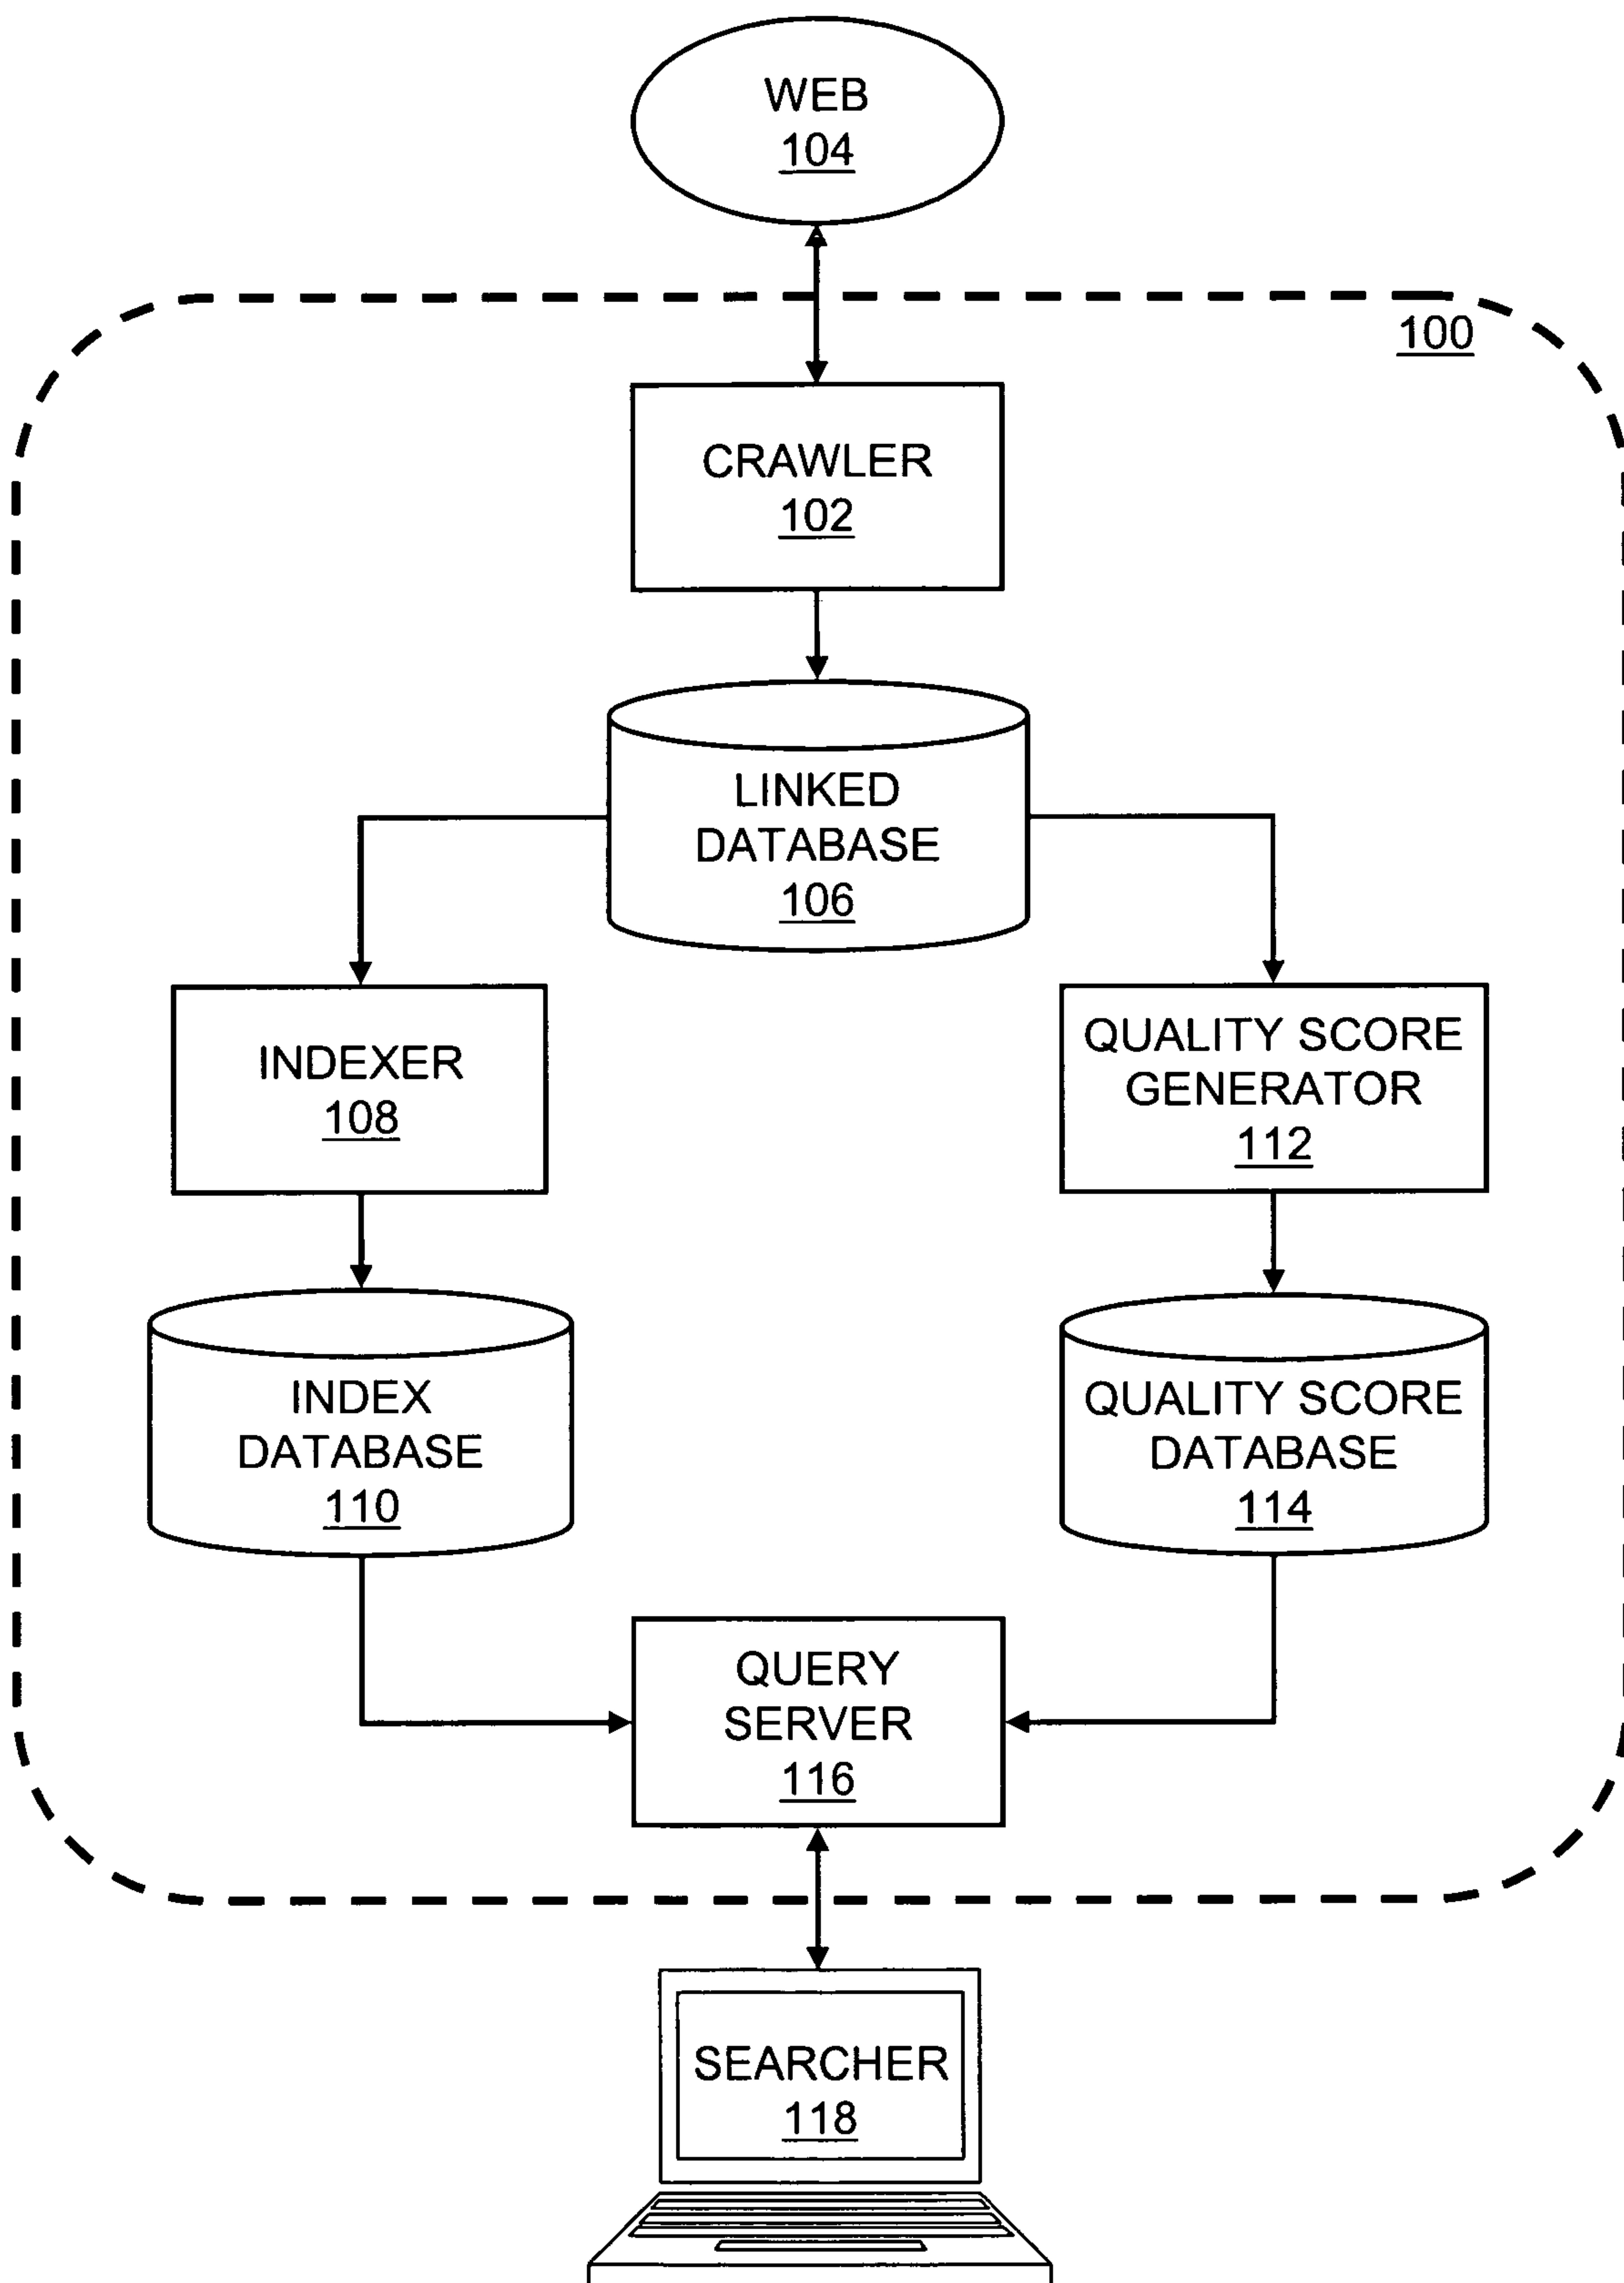 WEB
104
100
CRAWLER
102
LINKED
DATABASE
106
INDEXER
108
QUALITY SCORE
GENERATOR
112
INDEX
DATABASE
110
QUALITY SCORE
DATABASE
114
QUERY
SERVER
116
SEARCHER
118